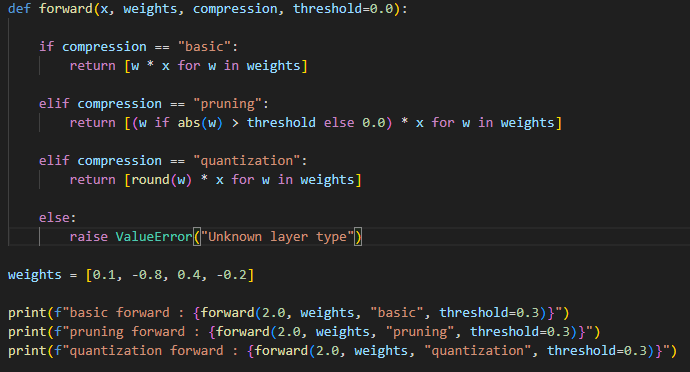 def forward(x, weights, compression, threshold=0.0):
if compression == "basic":
return [w * x for w in weights]
elif compression == "pruning":
return [(w if abs(w) > threshold else 0.0) * x for w in weights]
elif compression == "quantization":
return [round(w) * x for w in weights]
else:
raise ValueError("Unknown layer type")
weights = [0.1, -0.8, 0.4, -0.2]
print(f"basic forward : {forward(2.0, weights, "basic", threshold=0.3)}")
print(f"pruning forward : {forward(2.0, weights, "pruning", threshold=0.3)}")
print(f"quantization forward : {forward(2.0, weights, "quantization", threshold=0.3)}")